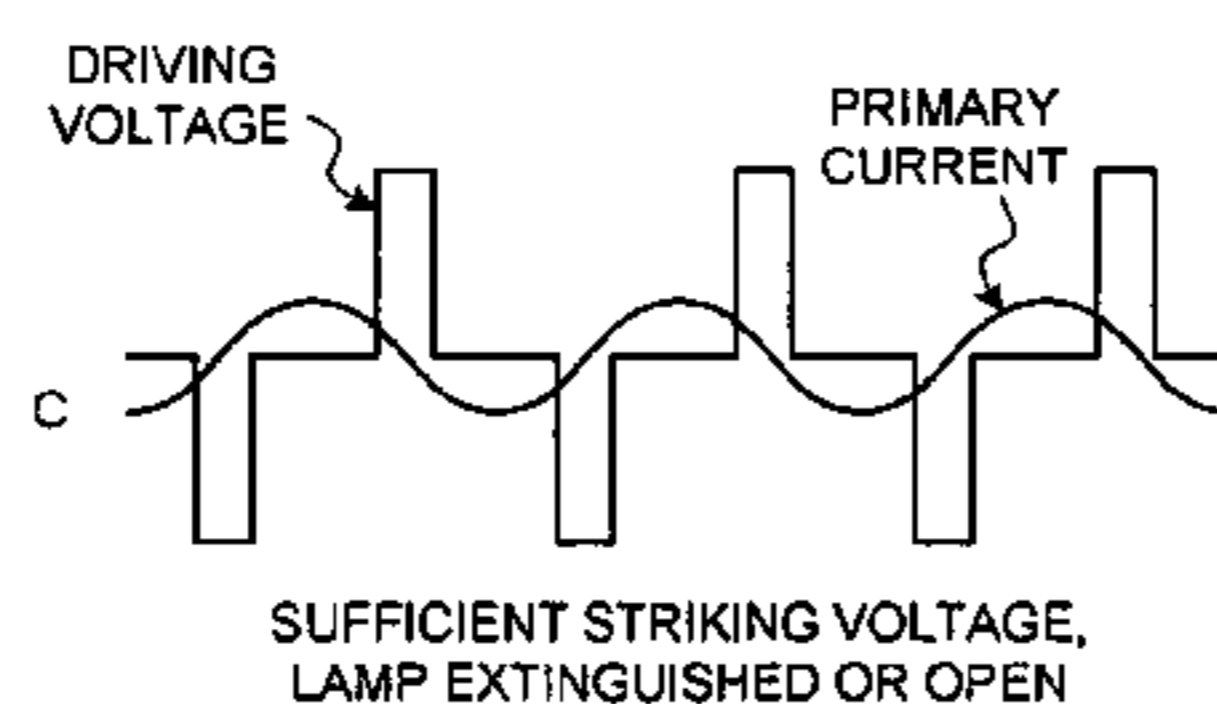 DRIVING
VOLTAGE
PRIMARY
CURRENT
C
SUFFICIENT STRIKING VOLTAGE,
LAMP EXTINGUISHED OR OPEN